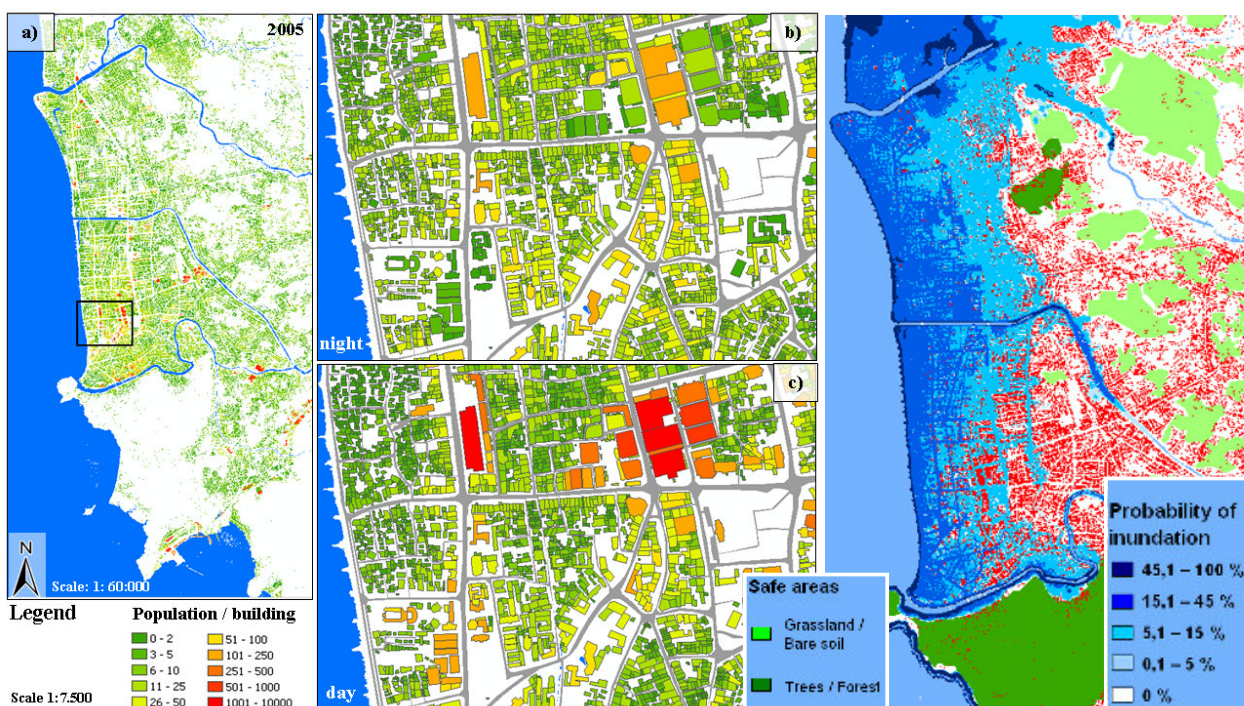 a)
2005
N
Scale: 1: 60:000
b)
night
c)
day
Legend
Population / building
0 - 2
3 - 5
6 - 10
11 - 25
26 - 50
51 - 100
101 - 250
251 - 500
501 - 1000
1001 - 10000
Scale 1:7.500
Safe areas
Grassland /
Bare soil
Trees / Forest
Probability of
inundation
45,1 – 100 %
15,1 – 45 %
5,1 – 15 %
0,1 – 5 %
0 %